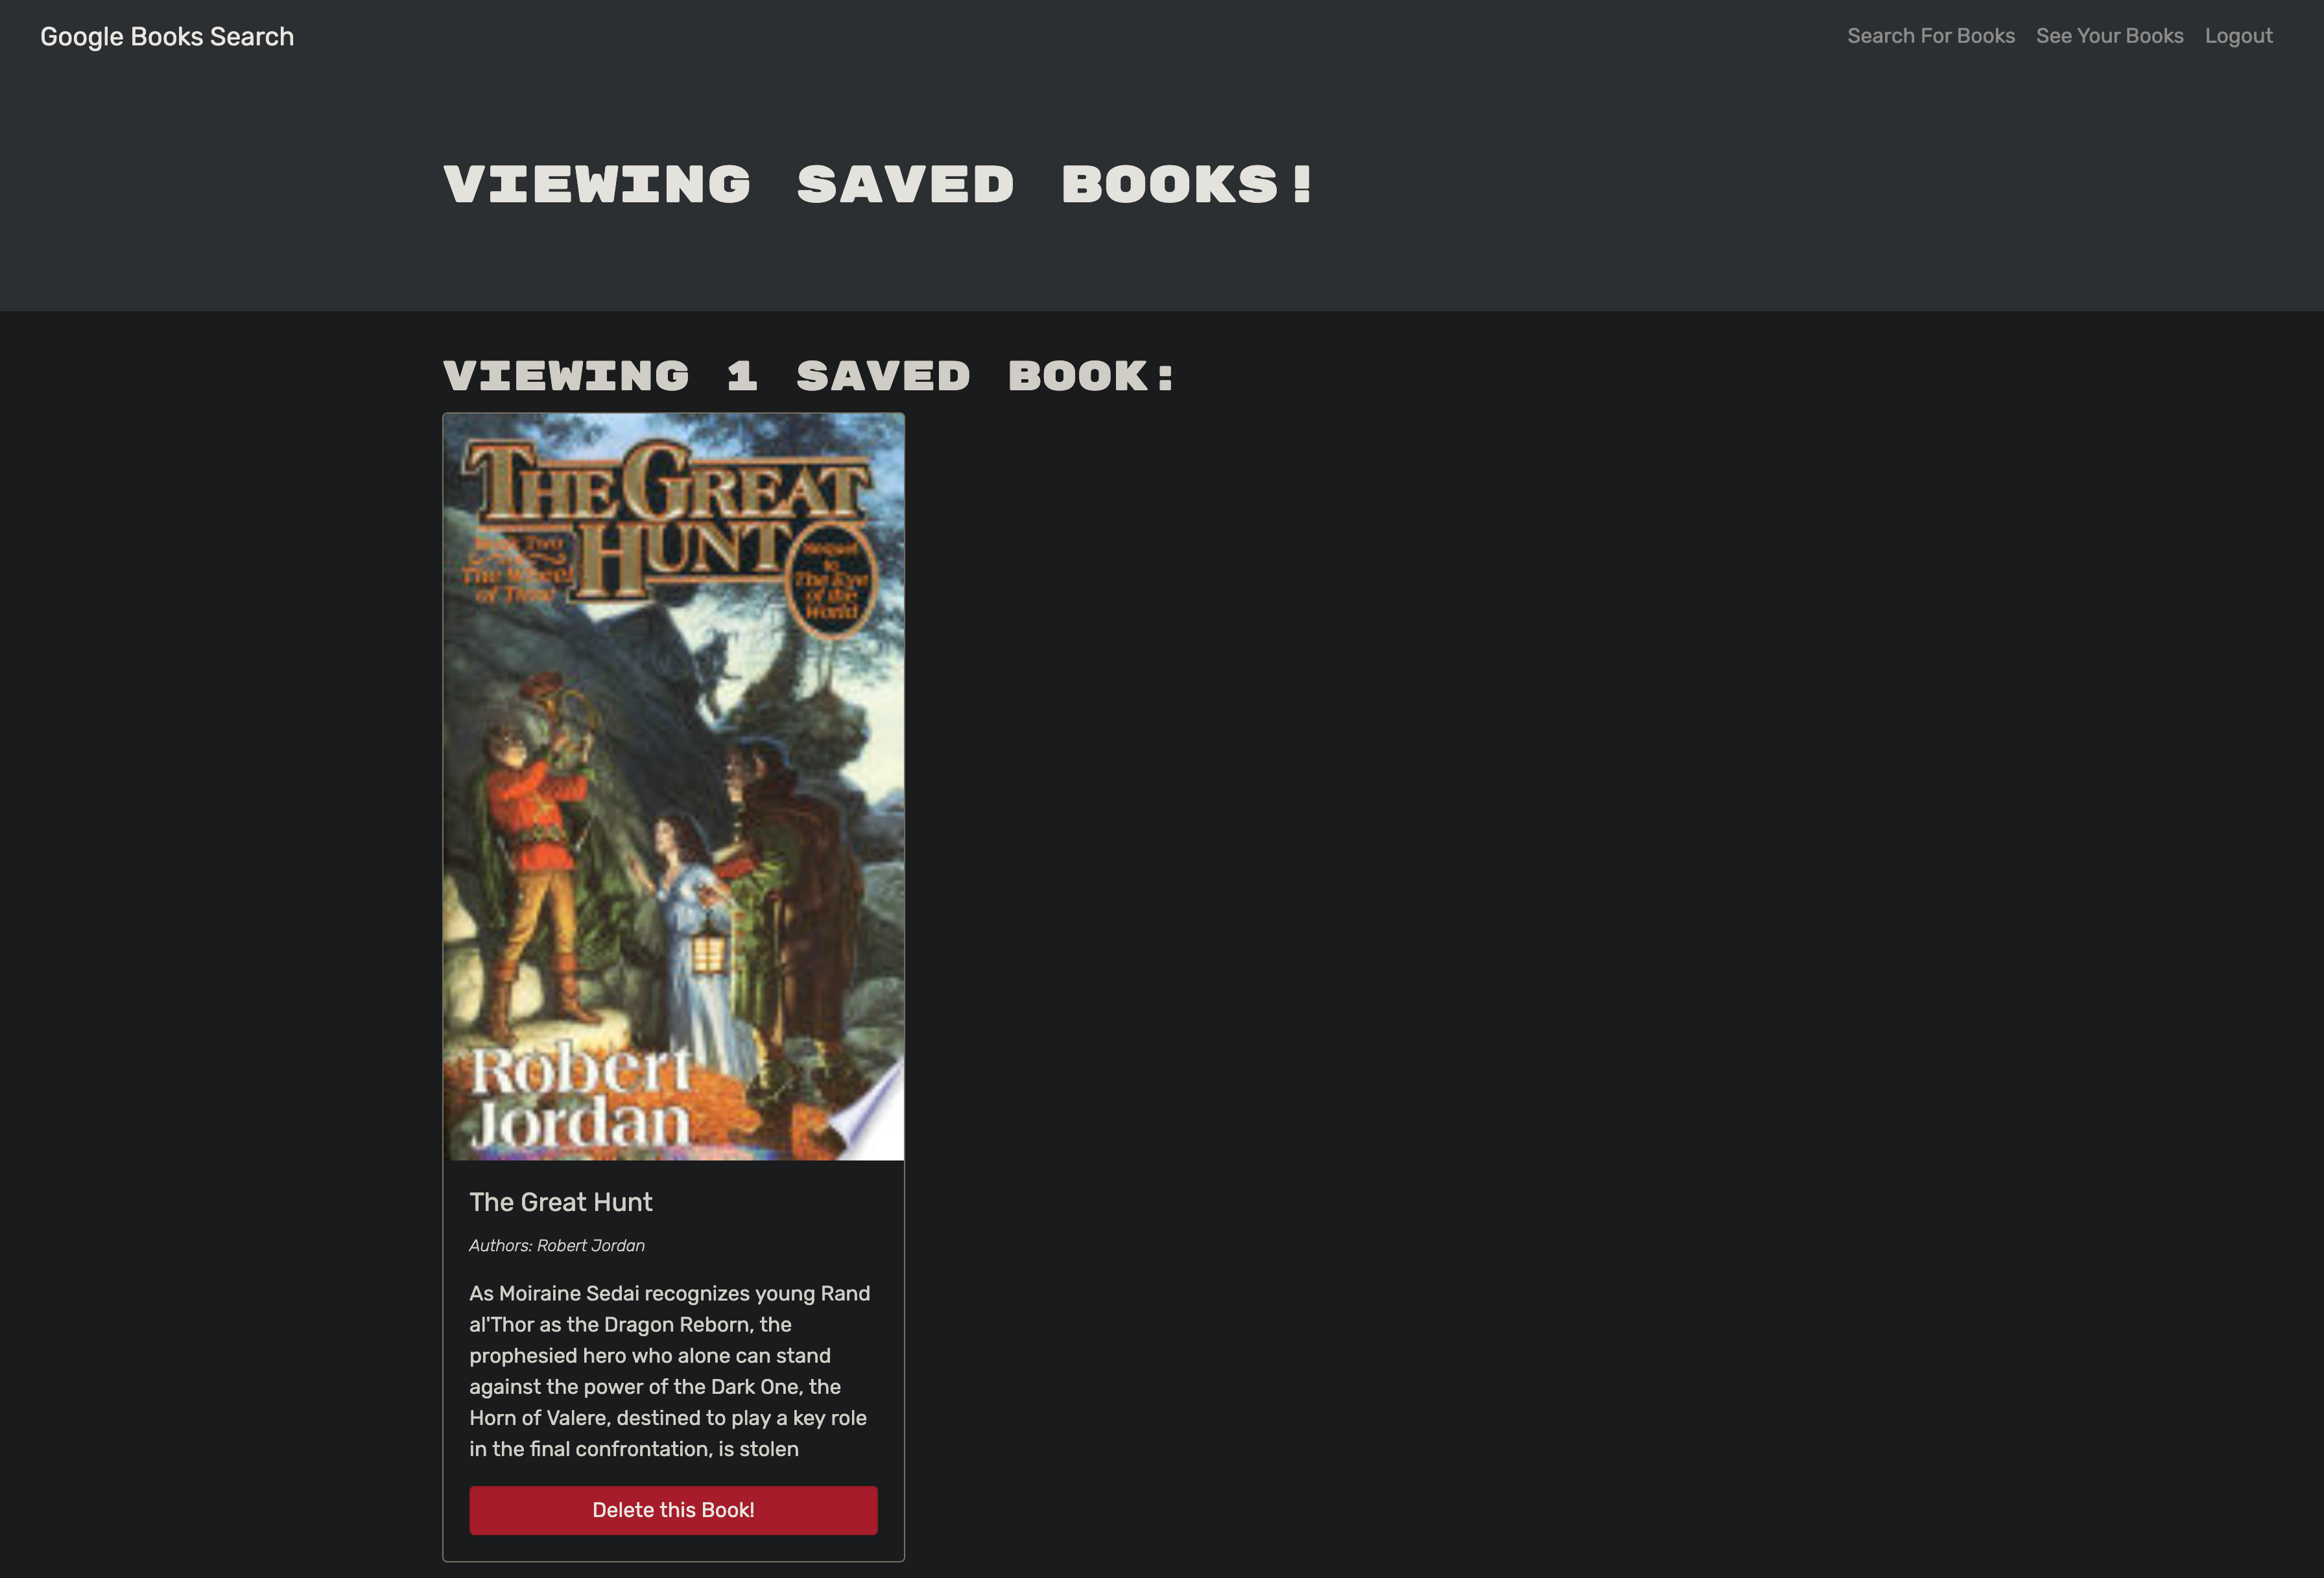 Google Books Search
Search For Books
See Your Books
Logout
VIEWING SAVED BOOKS!
VIEWING 1 SAVED BOOK:
THE GREAT
HUNT
Book Two
The Wheel
of Time
Sequel
to
The Eye
of the
World
Robert
Jordan
The Great Hunt
Authors: Robert Jordan
As Moiraine Sedai recognizes young Rand
al'Thor as the Dragon Reborn, the
prophesied hero who alone can stand
against the power of the Dark One, the
Horn of Valere, destined to play a key role
in the final confrontation, is stolen
Delete this Book!